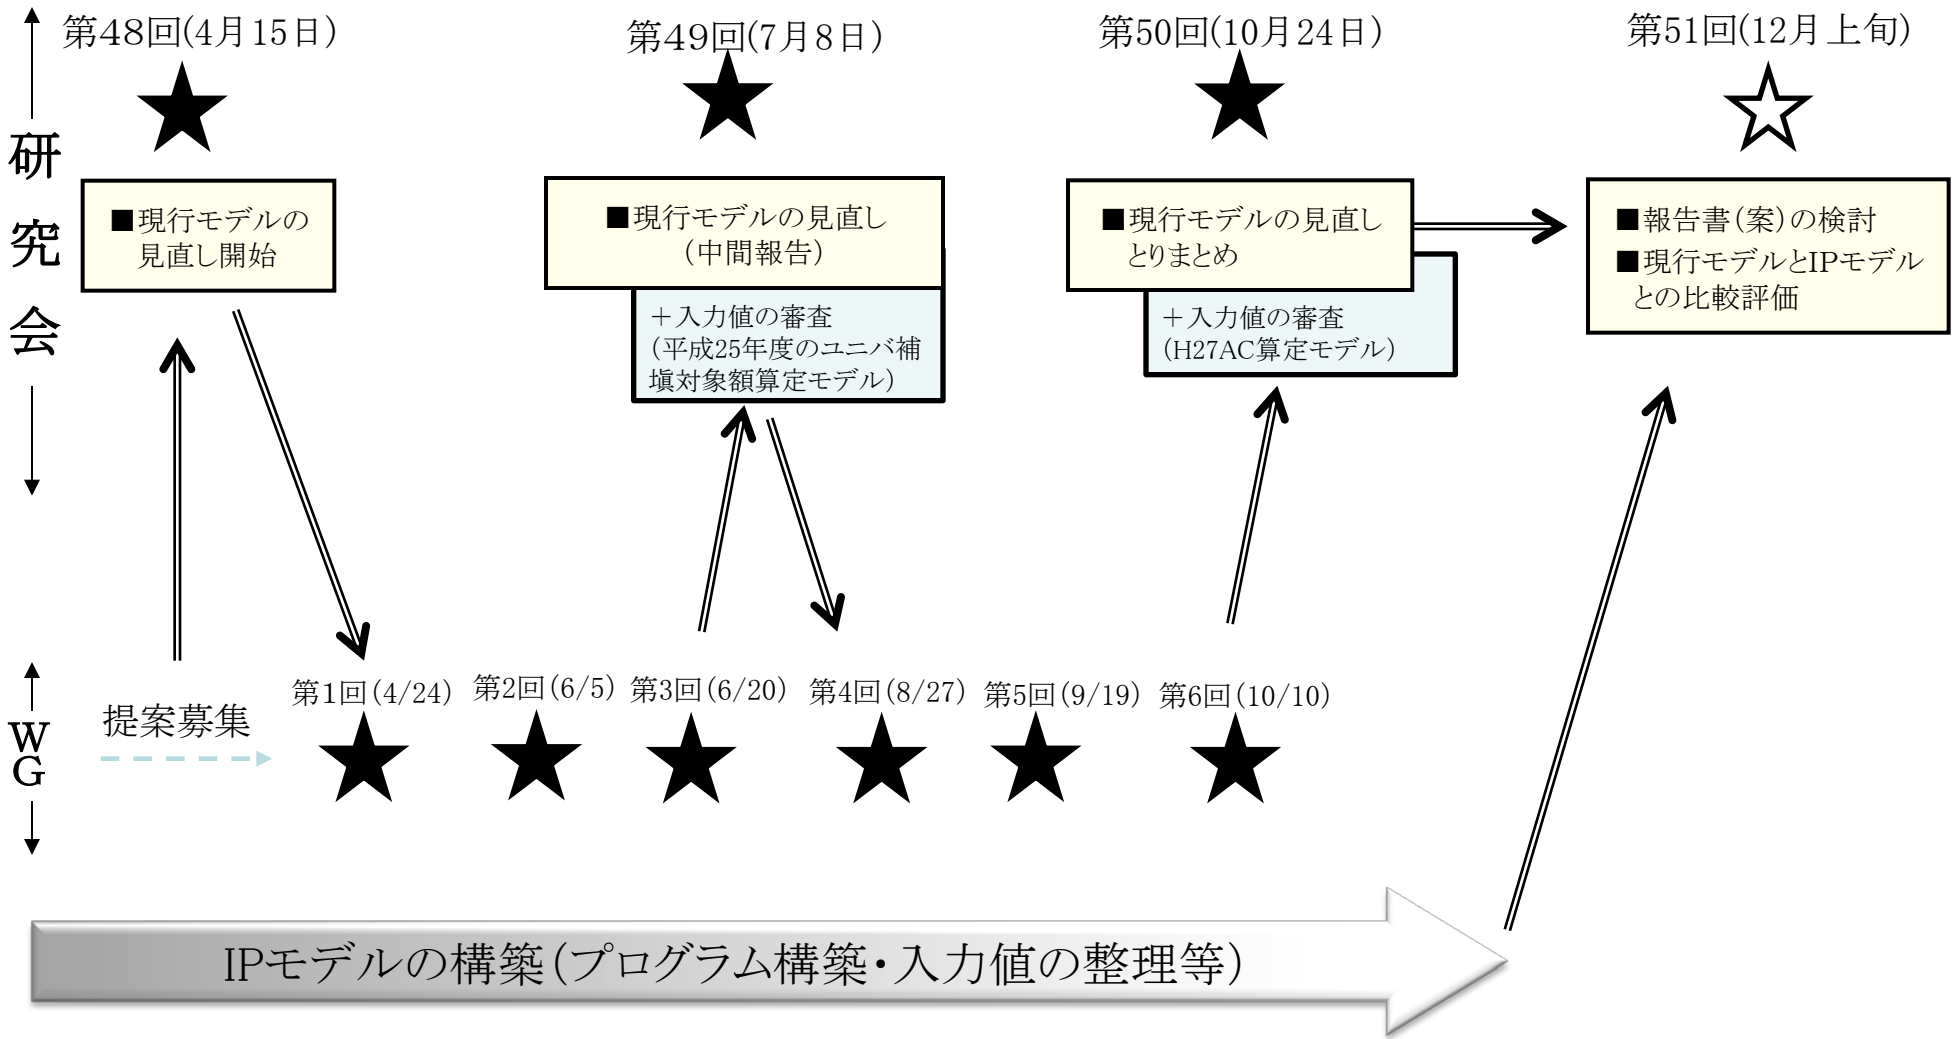 第48回(4月15日)
第49回(7月8日)
第50回(10月24日)
第51回(12月上旬)
研究会
■現行モデルの
見直し開始
■現行モデルの見直し
(中間報告)
+入力値の審査
(平成25年度のユニバ補
塡対象額算定モデル)
■現行モデルの見直し
とりまとめ
+入力値の審査
(H27AC算定モデル)
■報告書(案)の検討
■現行モデルとIPモデル
との比較評価
WG
提案募集
第1回(4/24)
第2回(6/5)
第3回(6/20)
第4回(8/27)
第5回(9/19)
第6回(10/10)
IPモデルの構築(プログラム構築・入力値の整理等)